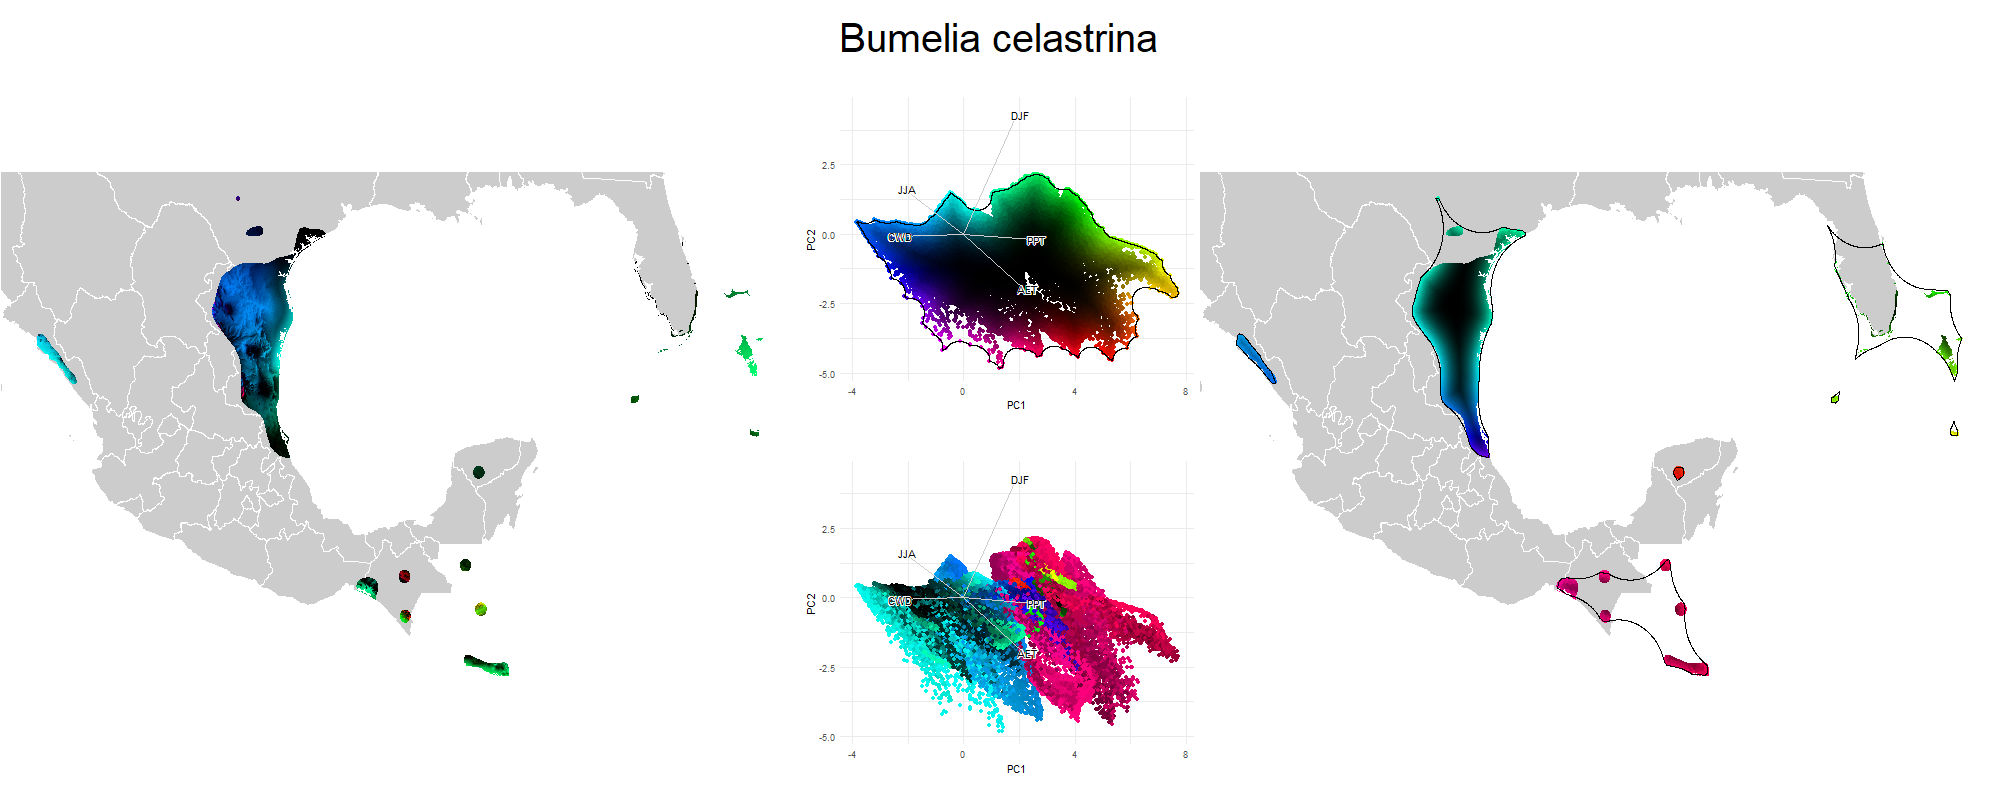 Bumelia celastrina
DJF
2.5
JJA
0.0
CWD
PPT
PC2
-2.5
AET
-5.0
-4
0
4
8
PC1
DJF
2.5
JJA
0.0
CWD
PPT
PC2
AET
-2.5
-5.0
-4
0
4
8
PC1